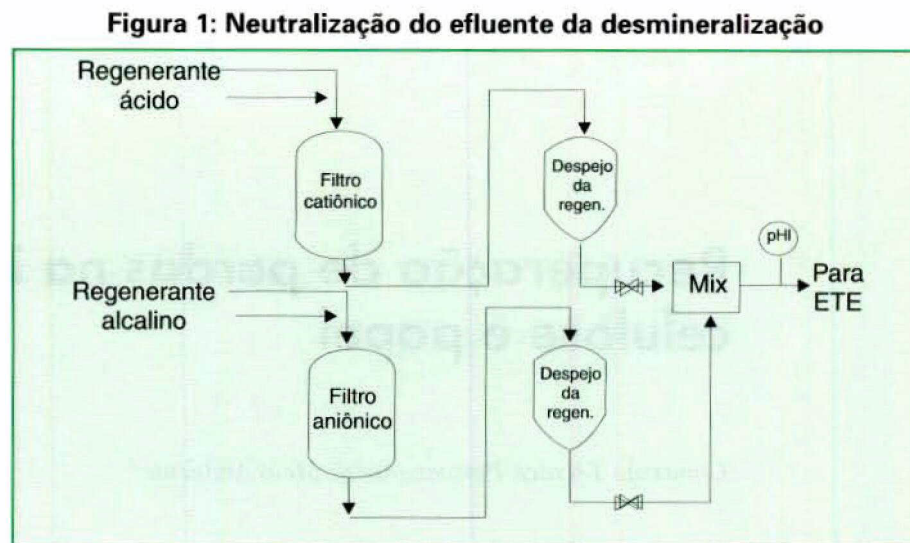 Figura 1: Neutralização do efluente da desmineralização
Regenerante
ácido
Filtro
catiônico
Despejo
da
regen.
pHI
Mix
Para
ETE
Regenerante
alcalino
Filtro
aniônico
Despejo
da
regen.